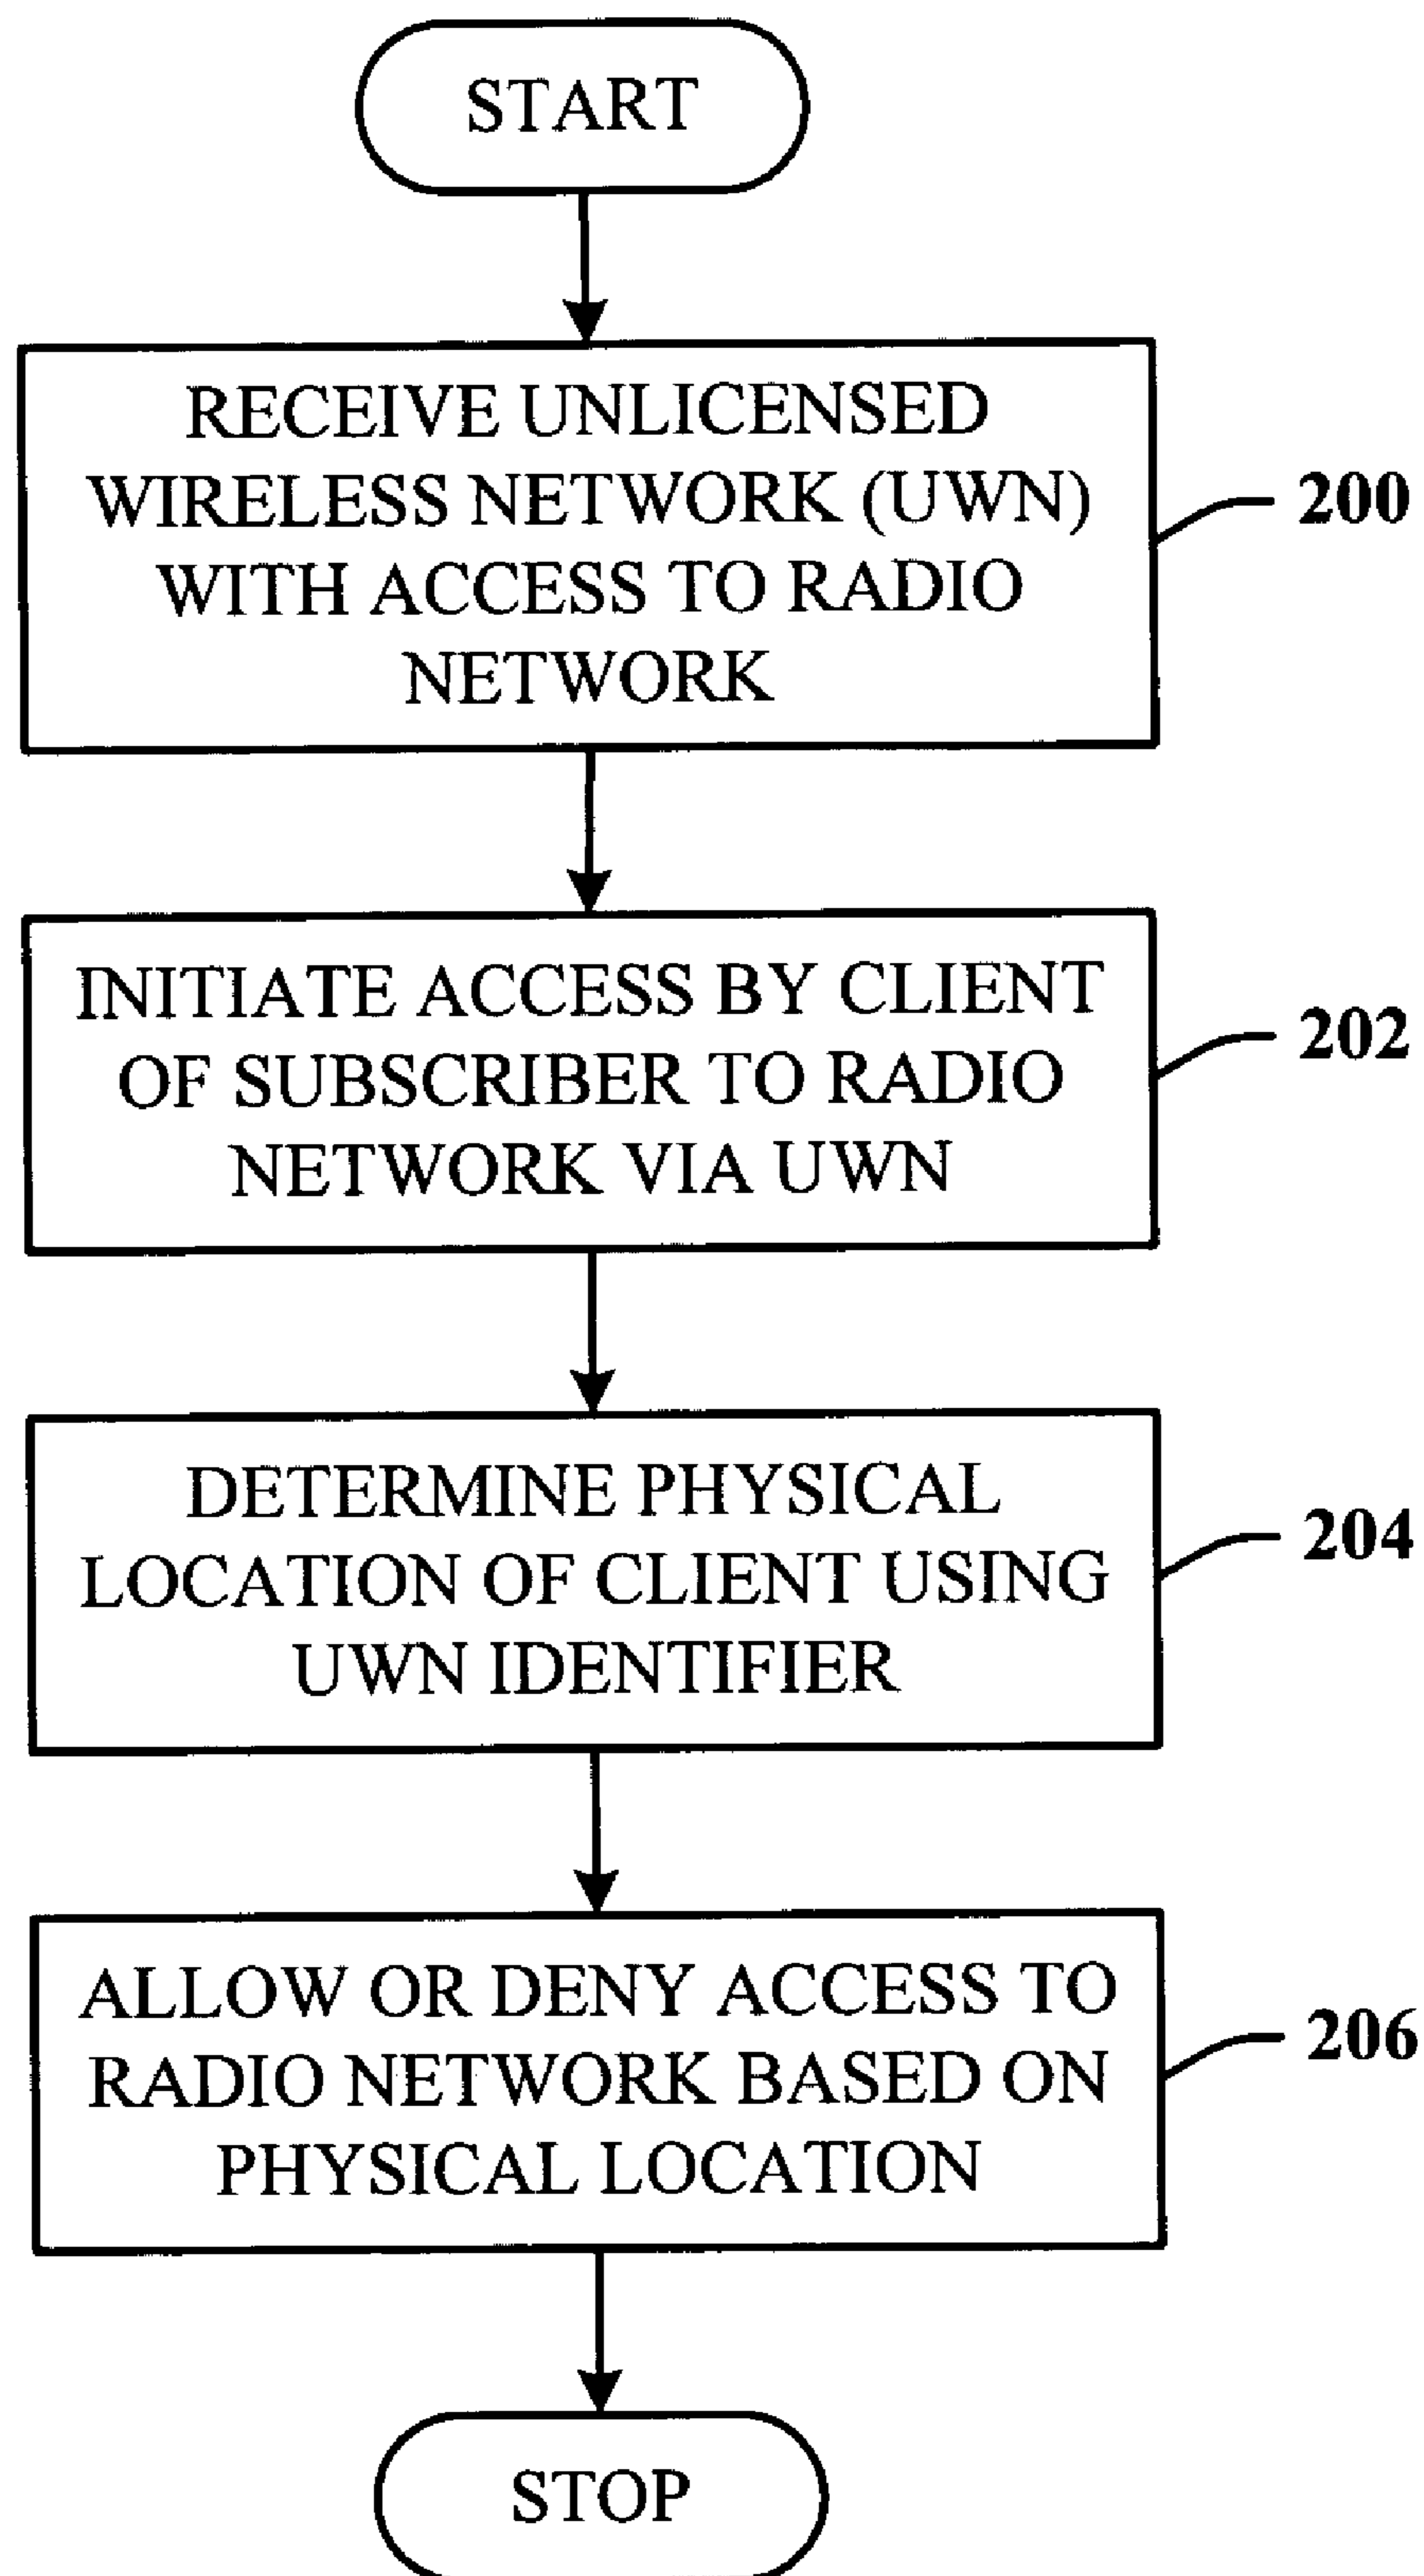 START
RECEIVE UNLICENSED
WIRELESS NETWORK (UWN)
WITH ACCESS TO RADIO
NETWORK
200
INITIATE ACCESS BY CLIENT
OF SUBSCRIBER TO RADIO
NETWORK VIA UWN
202
DETERMINE PHYSICAL
LOCATION OF CLIENT USING
UWN IDENTIFIER
204
ALLOW OR DENY ACCESS TO
RADIO NETWORK BASED ON
PHYSICAL LOCATION
206
STOP